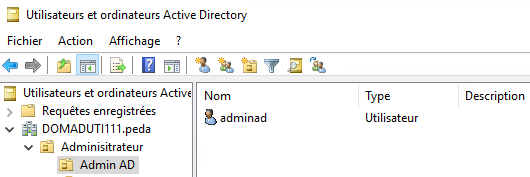 Utilisateurs et ordinateurs Active Directory
Fichier Action Affichage ?
Utilisateurs et ordinateurs Active
Requêtes enregistrées
DOMADUTI111.peda
Adminisitrateur
Admin AD
Nom Type Description
adminad Utilisateur